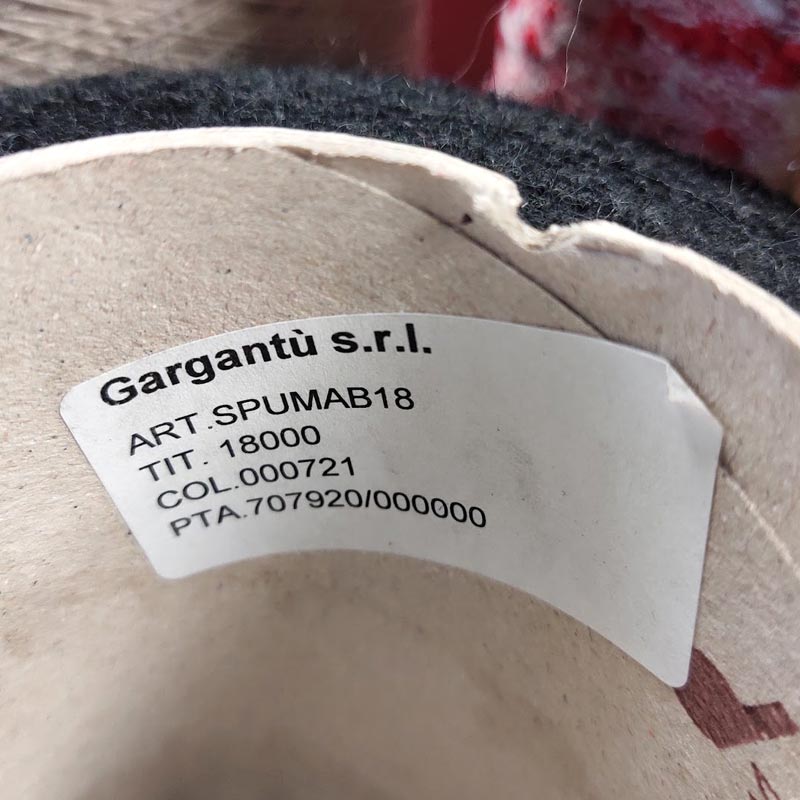 Gargantù s.r.l.
ART.SPUMAB18
TIT. 18000
COL.000721
PTA.707920/000000